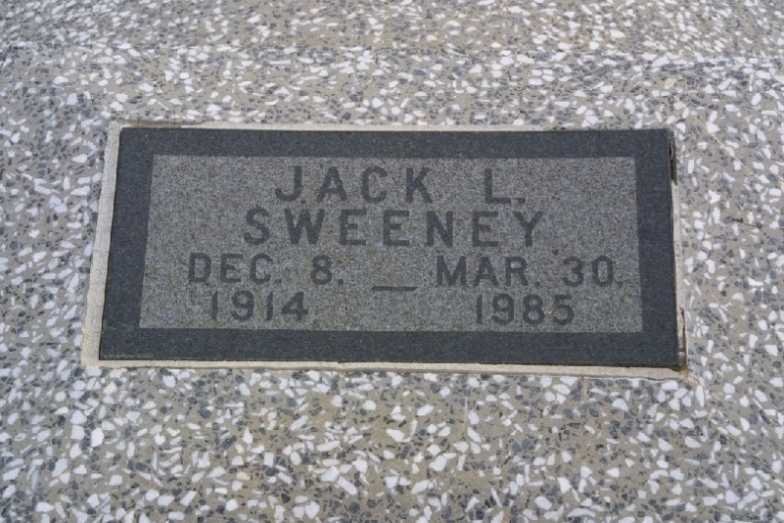 JACK L.
SWEENEY
DEC. 8. — MAR. 30.
1914 1985